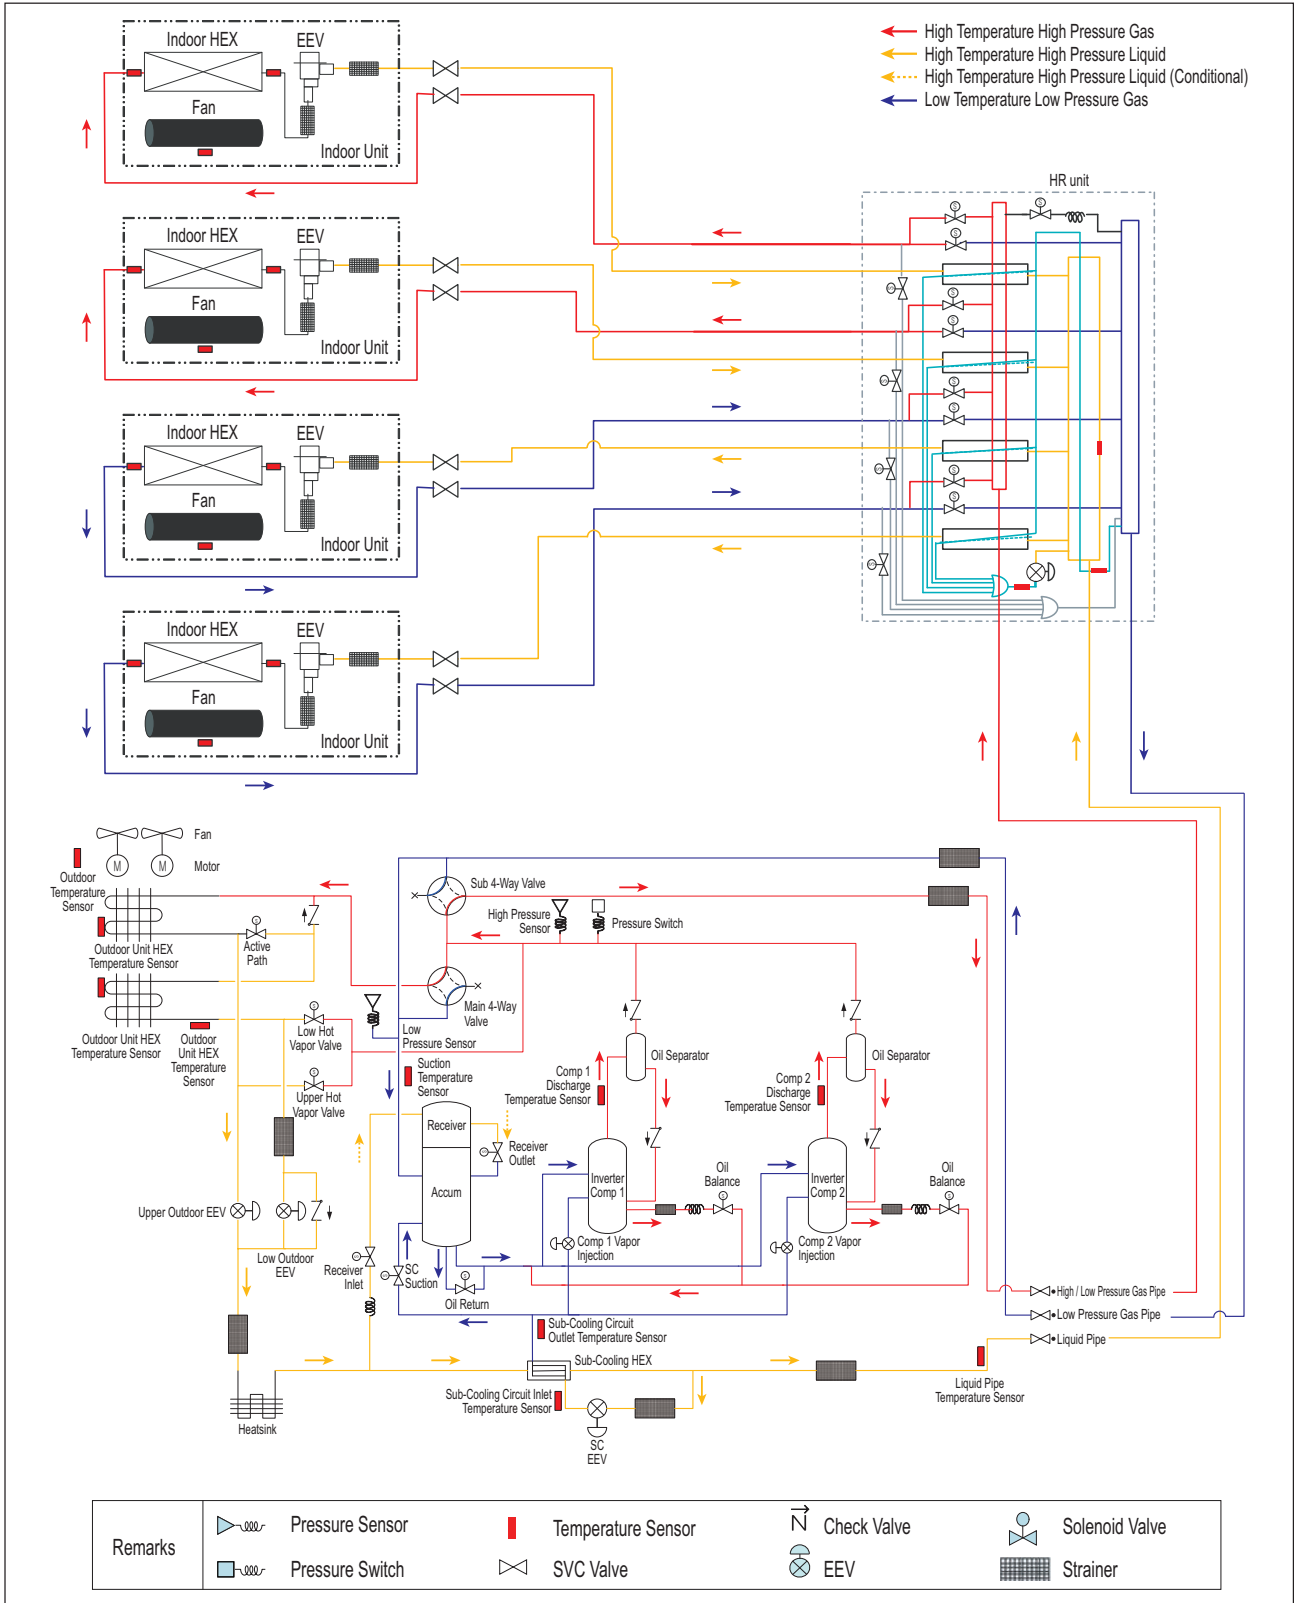 High Temperature High Pressure Gas
High Temperature High Pressure Liquid
High Temperature High Pressure Liquid (Conditional)
Low Temperature Low Pressure Gas
Indoor HEX
EEV
Fan
Indoor Unit
Indoor HEX
EEV
Fan
Indoor Unit
Indoor HEX
EEV
Fan
Indoor Unit
Indoor HEX
EEV
Fan
Indoor Unit
HR unit
S
S
S
S
S
S
S
S
S
S
S
S
S
Fan
M
M
Motor
Outdoor
Temperature
Sensor
Outdoor Unit HEX
Temperature Sensor
S
Active
Path
Outdoor Unit HEX
Temperature Sensor
Outdoor
Unit HEX
Temperature
Sensor
S
Low Hot
Vapor Valve
S
Upper Hot
Vapor Valve
Sub 4-Way Valve
High Pressure
Sensor
Pressure Switch
Main 4-Way
Valve
Low
Pressure Sensor
Suction
Temperature
Sensor
Comp 1
Discharge
Temperatue Sensor
Oil Separator
Comp 2
Discharge
Temperatue Sensor
Oil Separator
Receiver
Accum
S
Receiver
Outlet
Inverter
Comp 1
Oil
Balance
S
Inverter
Comp 2
Oil
Balance
S
Comp 1 Vapor
Injection
Comp 2 Vapor
Injection
Upper Outdoor EEV
Low Outdoor
EEV
S
Receiver
Inlet
S
SC
Suction
S
Oil Return
High / Low Pressure Gas Pipe
Low Pressure Gas Pipe
Liquid Pipe
Sub-Cooling Circuit
Outlet Temperature Sensor
Sub-Cooling HEX
Sub-Cooling Circuit Inlet
Temperature Sensor
SC
EEV
Liquid Pipe
Temperature Sensor
Heatsink
Remarks
Pressure Sensor
Temperature Sensor
Check Valve
Solenoid Valve
Pressure Switch
SVC Valve
EEV
Strainer